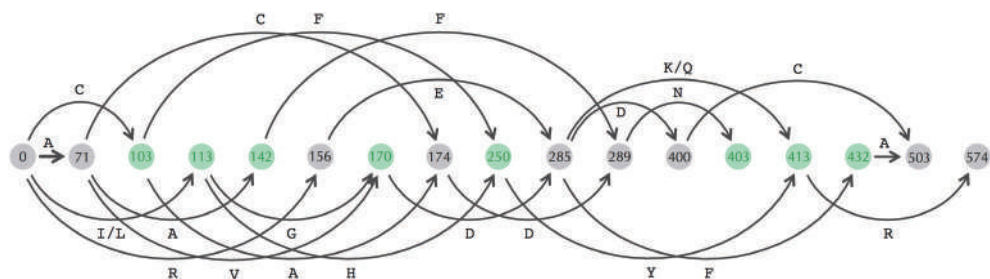 C F F
K/Q C
C E N
D
A A
0 71 103 113 142 156 170 174 250 285 289 400 403 413 432 503 574
I/L A G D D R
R V A H Y F